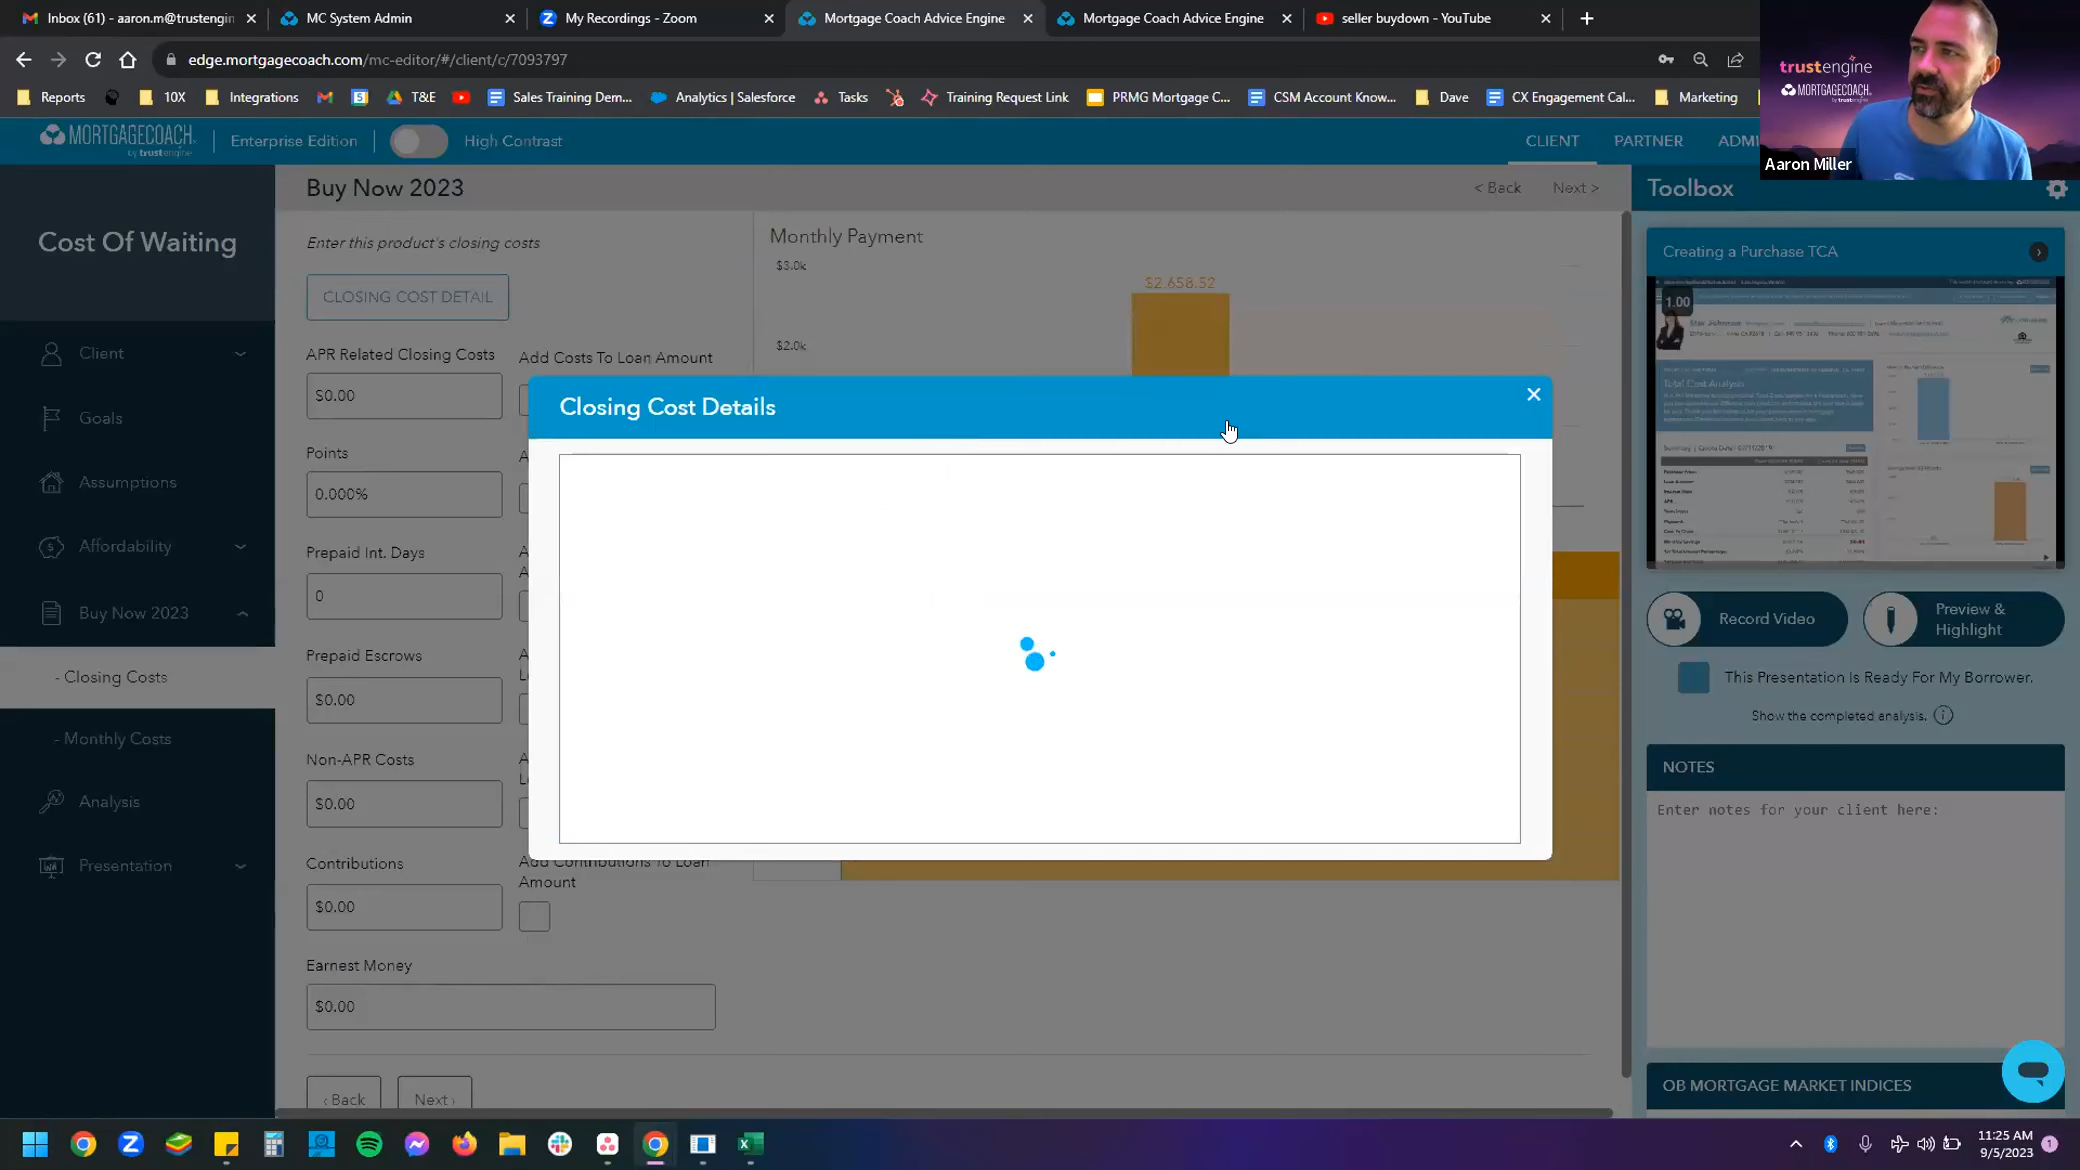 Inbox (61) - aaron.m@trustengin
MC System Admin
My Recordings - Zoom
Mortgage Coach Advice Engine
Mortgage Coach Advice Engine
seller buydown - YouTube
edge.mortgagecoach.com/mc-editor/#/client/c/7093797
Reports
10X
Integrations
T&E
Sales Training Dem...
Analytics | Salesforce
Tasks
Training Request Link
PRMG Mortgage C...
CSM Account Know...
Dave
CX Engagement Cal...
Marketing
trustengine
MORTGAGECOACH
by trustengine
Aaron Miller
MORTGAGECOACH
by trustengine
Enterprise Edition
High Contrast
CLIENT
PARTNER
ADMI
Cost Of Waiting
Client
Goals
Assumptions
Affordability
Buy Now 2023
- Closing Costs
- Monthly Costs
Analysis
Presentation
Buy Now 2023
< Back
Next >
Enter this product's closing costs
CLOSING COST DETAIL
APR Related Closing Costs
Add Costs To Loan Amount
$0.00
Points
0.000%
Prepaid Int. Days
0
Prepaid Escrows
$0.00
Non-APR Costs
$0.00
Contributions
Add Contributions To Loan
Amount
$0.00
Earnest Money
$0.00
‹ Back
Next ›
Monthly Payment
$3.0k
$2,658.52
$2.0k
Closing Cost Details
Toolbox
Creating a Purchase TCA
1.00
Total Cost Analysis
Record Video
Preview &
Highlight
This Presentation Is Ready For My Borrower.
Show the completed analysis.
NOTES
Enter notes for your client here:
OB MORTGAGE MARKET INDICES
11:25 AM
9/5/2023
1